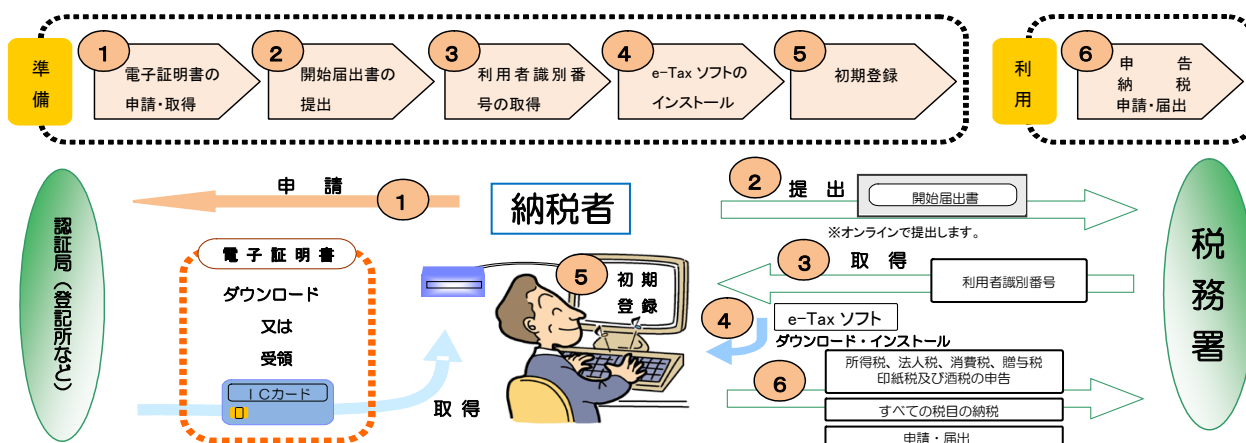 準備
1
電子証明書の
申請・取得
2
開始届出書の
提出
3
利用者識別番
号の取得
4
e-Tax ソフトの
インストール
5
初期登録
利用
6
申告
納税
申請・届出
認証局（登記所など）
申請
1
電子証明書
ダウンロード
又は
受領
ICカード
取得
納税者
5
初期
登録
2
提出
開始届出書
※オンラインで提出します。
3
取得
利用者識別番号
4
e-Tax ソフト
ダウンロード・インストール
6
所得税、法人税、消費税、贈与税
印紙税及び酒税の申告
すべての税目の納税
申請・届出
税務署